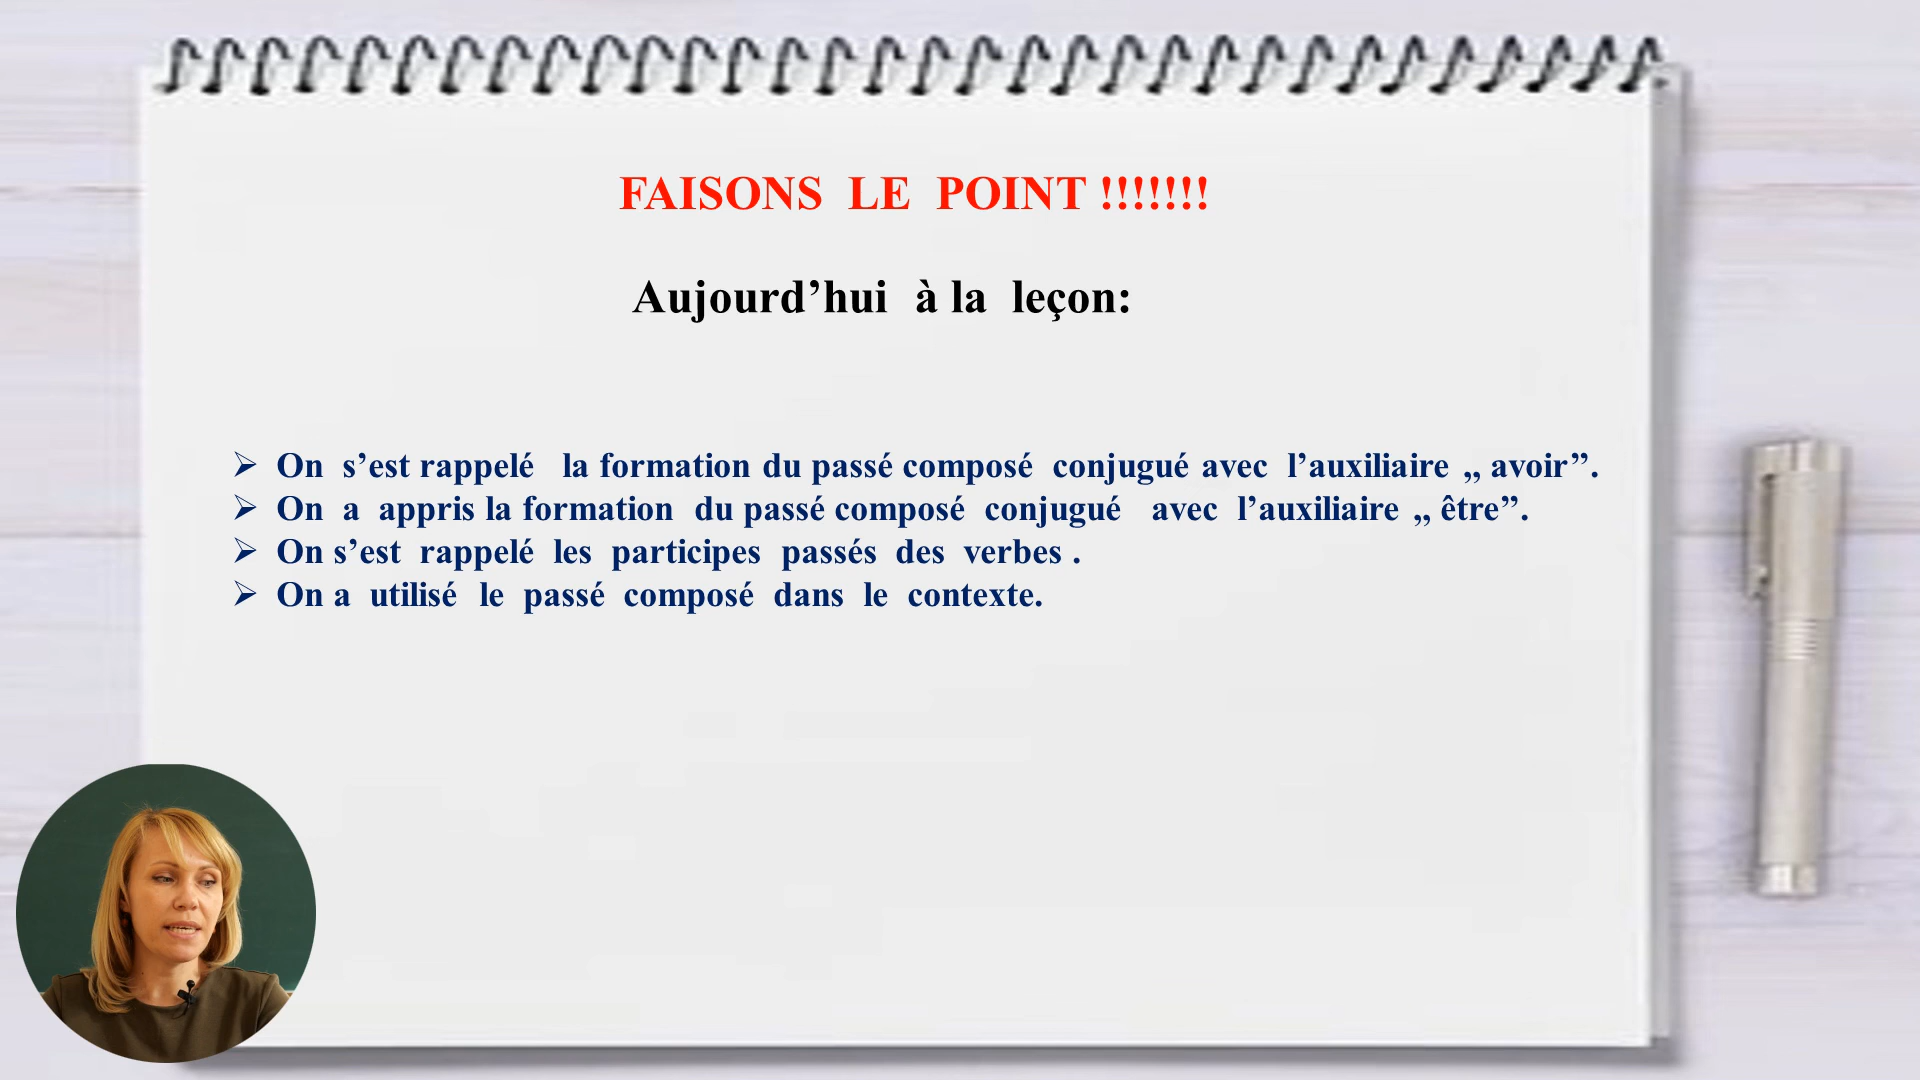 FAISONS LE POINT !!!!!!!
Aujourd’hui à la leçon:
➢ On s’est rappelé la formation du passé composé conjugué avec l’auxiliaire ,, avoir”.
➢ On a appris la formation du passé composé conjugué avec l’auxiliaire ,, être”.
➢ On s’est rappelé les participes passés des verbes .
➢ On a utilisé le passé composé dans le contexte.